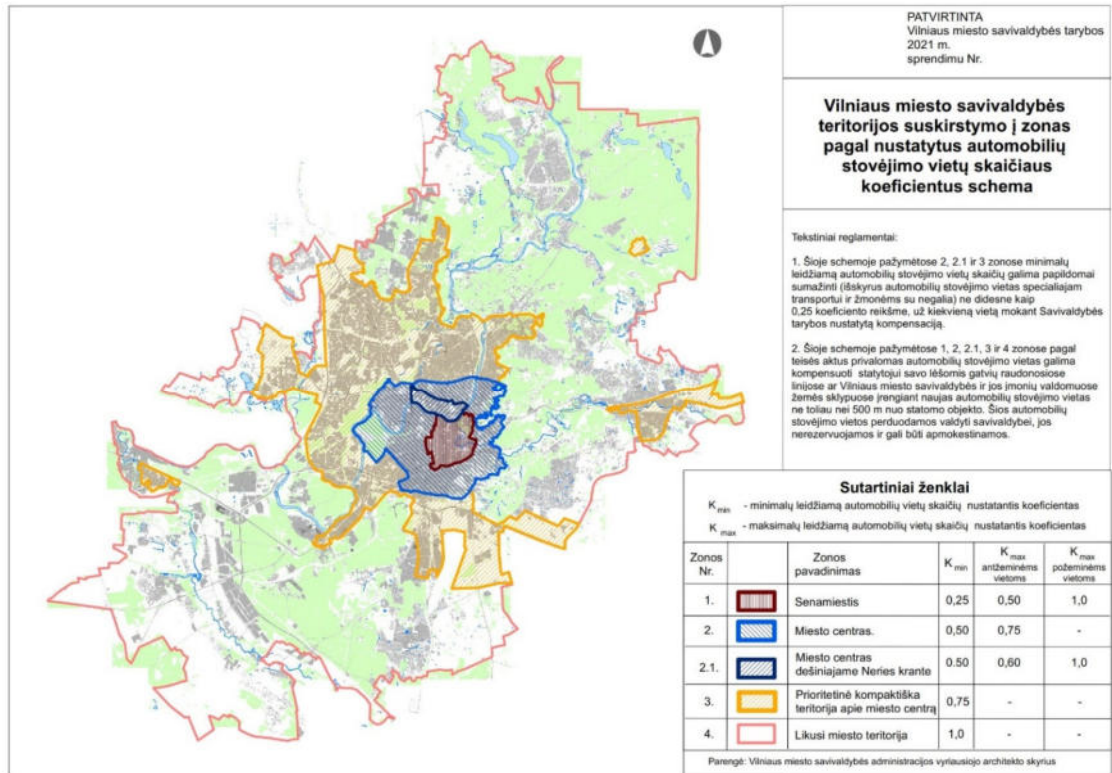 PATVIRTINTA
Vilniaus miesto savivaldybės tarybos
2021 m.
sprendimu Nr.
Vilniaus miesto savivaldybės
teritorijos suskirstymo į zonas
pagal nustatytus automobilių
stovėjimo vietų skaičiaus
koeficientus schema
Tekstiniai reglamentai:
1. Šioje schemoje pažymėtose 2, 2.1 ir 3 zonose minimalų
leidžiamą automobilių stovėjimo vietų skaičių galima papildomai
sumažinti (išskyrus automobilių stovėjimo vietas specialiajam
transportui ir žmonėms su negalia) ne didesne kaip
0,25 koeficiento reikšme, už kiekvieną vietą mokant Savivaldybės
tarybos nustatytą kompensaciją.
2. Šioje schemoje pažymėtose 1, 2, 2.1, 3 ir 4 zonose pagal
teisės aktus privalomas automobilių stovėjimo vietas galima
kompensuoti statytojui savo lėšomis gatvių raudonosiose
linijose ar Vilniaus miesto savivaldybės ir jos įmonių valdomuose
žemės sklypuose įrengiant naujas automobilių stovėjimo vietas
ne toliau nei 500 m nuo statomo objekto. Šios automobilių
stovėjimo vietos perduodamos valdyti savivaldybei, jos
nerezervuojamos ir gali būti apmokestinamos.
Sutartiniai ženklai
K min - minimalų leidžiamą automobilių vietų skaičių nustatantis koeficientas
K max - maksimalų leidžiamą automobilių vietų skaičių nustatantis koeficientas
Zonos Nr. Zonos pavadinimas K min K max antžeminėms vietoms K max požeminėms vietoms
1. Senamiestis 0,25 0,50 1,0
2. Miesto centras. 0,50 0,75 -
2.1. Miesto centras dešiniajame Neries krante 0.50 0,60 1,0
3. Prioritetinė kompaktiška teritorija apie miesto centrą 0,75 - -
4. Likusi miesto teritorija 1,0 - -
Parengė: Vilniaus miesto savivaldybės administracijos vyriausiojo architekto skyrius